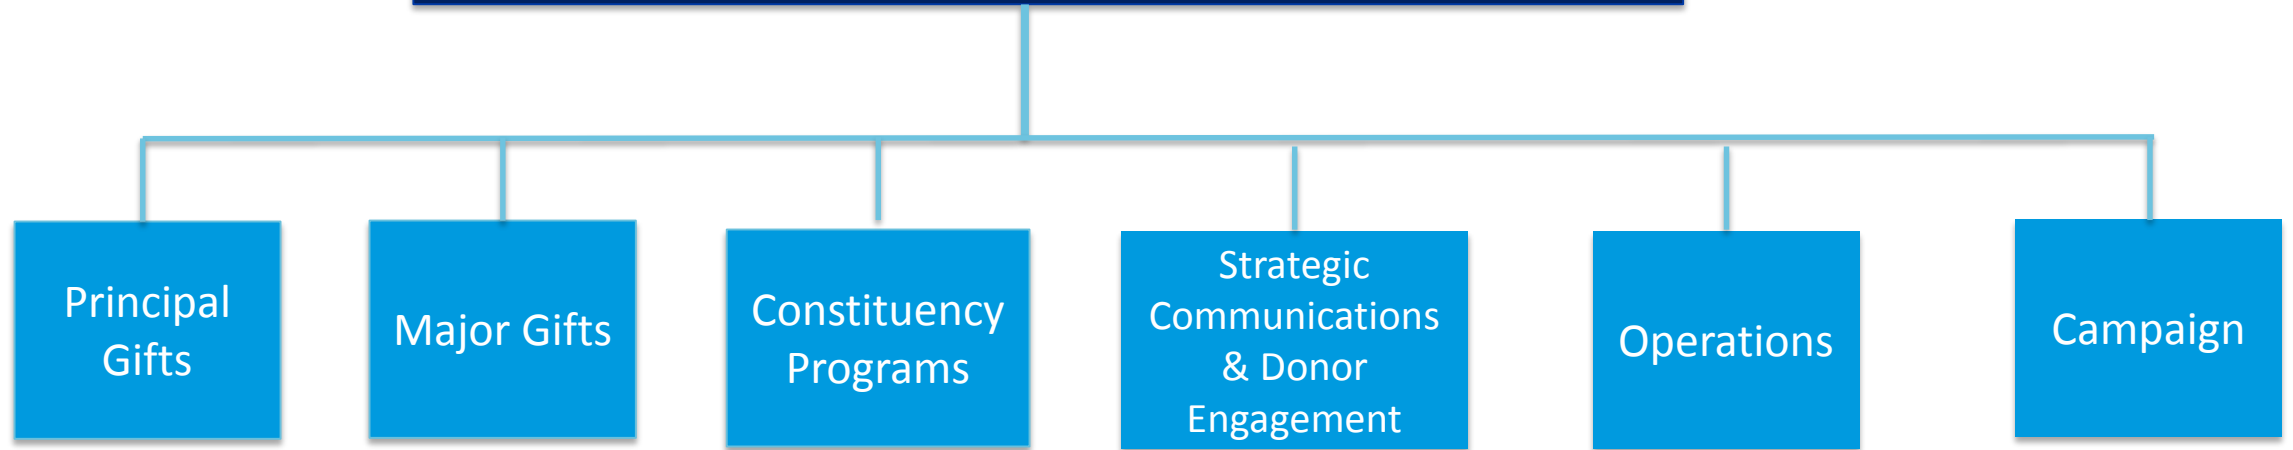 Principal
Gifts
Major Gifts
Constituency
Programs
Strategic
Communications
& Donor
Engagement
Operations
Campaign